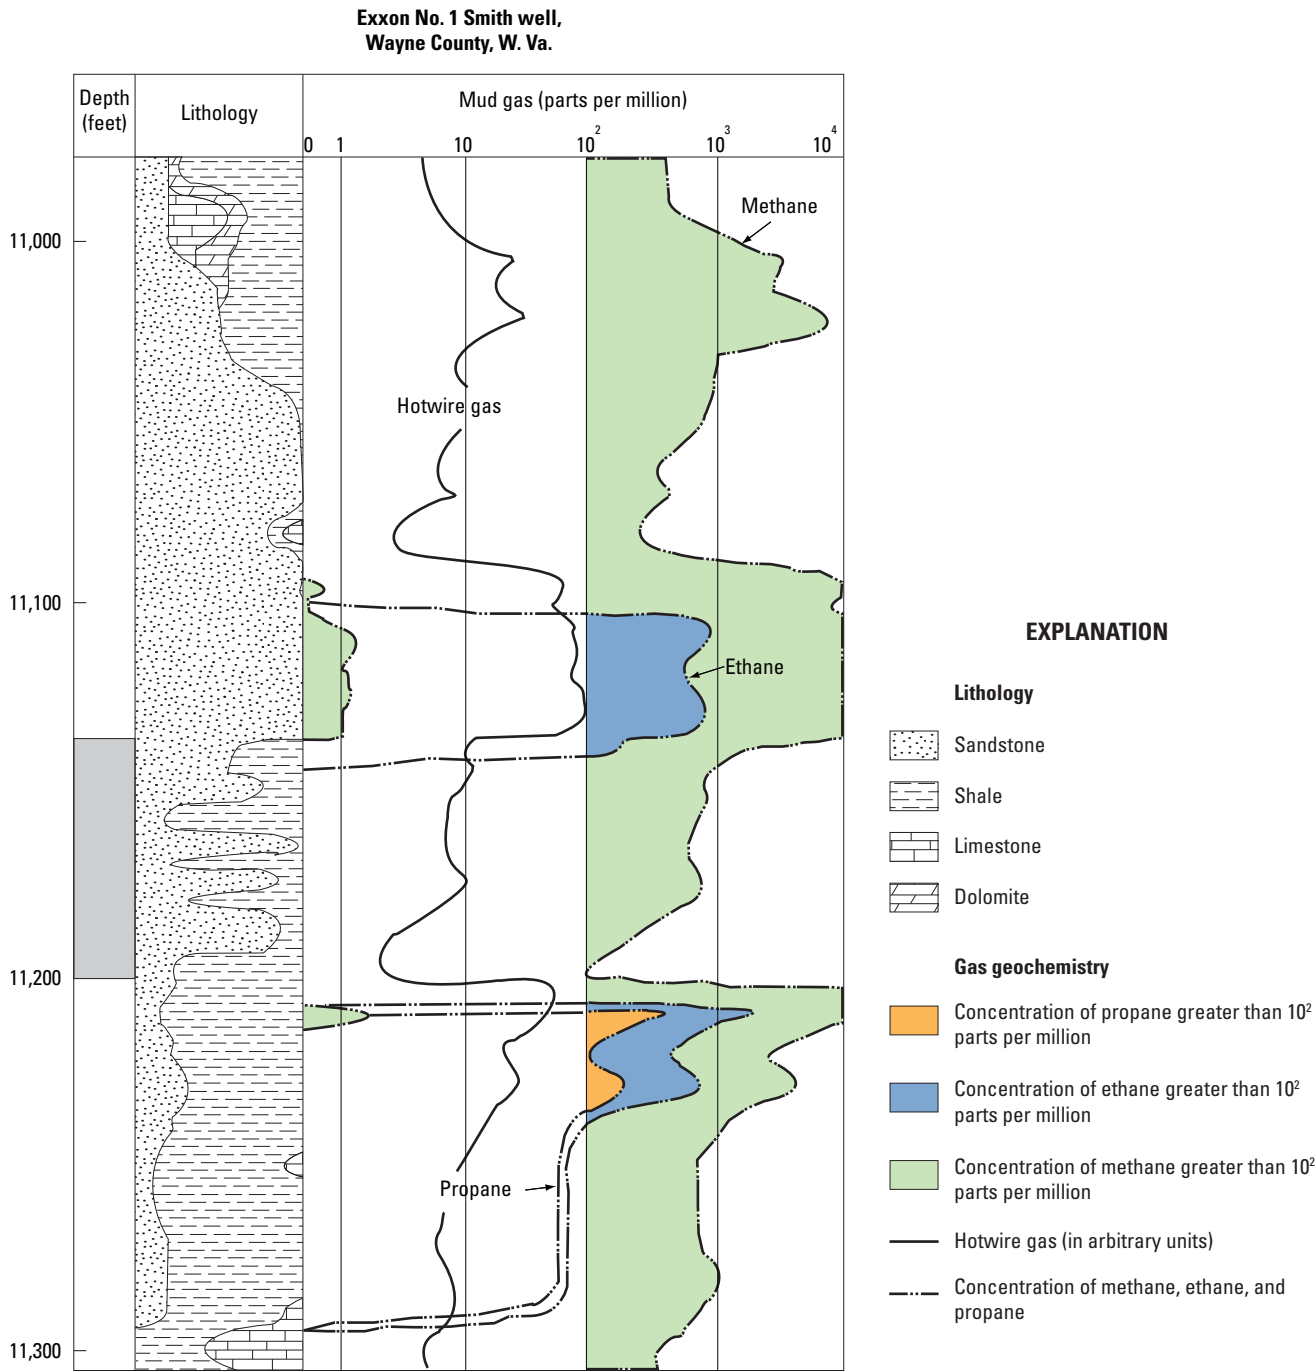 Exxon No. 1 Smith well,
Wayne County, W. Va.
Depth
(feet)
Lithology
Mud gas (parts per million)
0 1 10 10² 10³ 10⁴
Methane
11,000
Hotwire gas
11,100
Ethane
11,200
Propane
11,300
EXPLANATION
Lithology
Sandstone
Shale
Limestone
Dolomite
Gas geochemistry
Concentration of propane greater than 10²
parts per million
Concentration of ethane greater than 10²
parts per million
Concentration of methane greater than 10²
parts per million
Hotwire gas (in arbitrary units)
Concentration of methane, ethane, and
propane